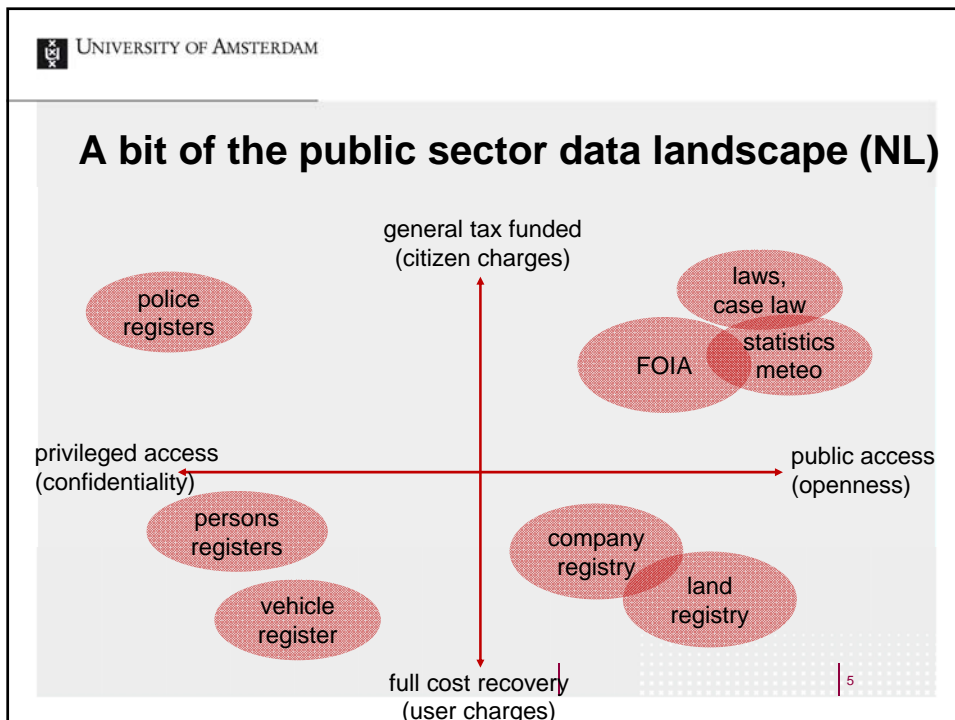 UNIVERSITY OF AMSTERDAM
A bit of the public sector data landscape (NL)
general tax funded
(citizen charges)
police
registers
laws,
case law
FOIA
statistics
meteo
privileged access
(confidentiality)
public access
(openness)
persons
registers
company
registry
vehicle
register
land
registry
full cost recovery
(user charges)
5